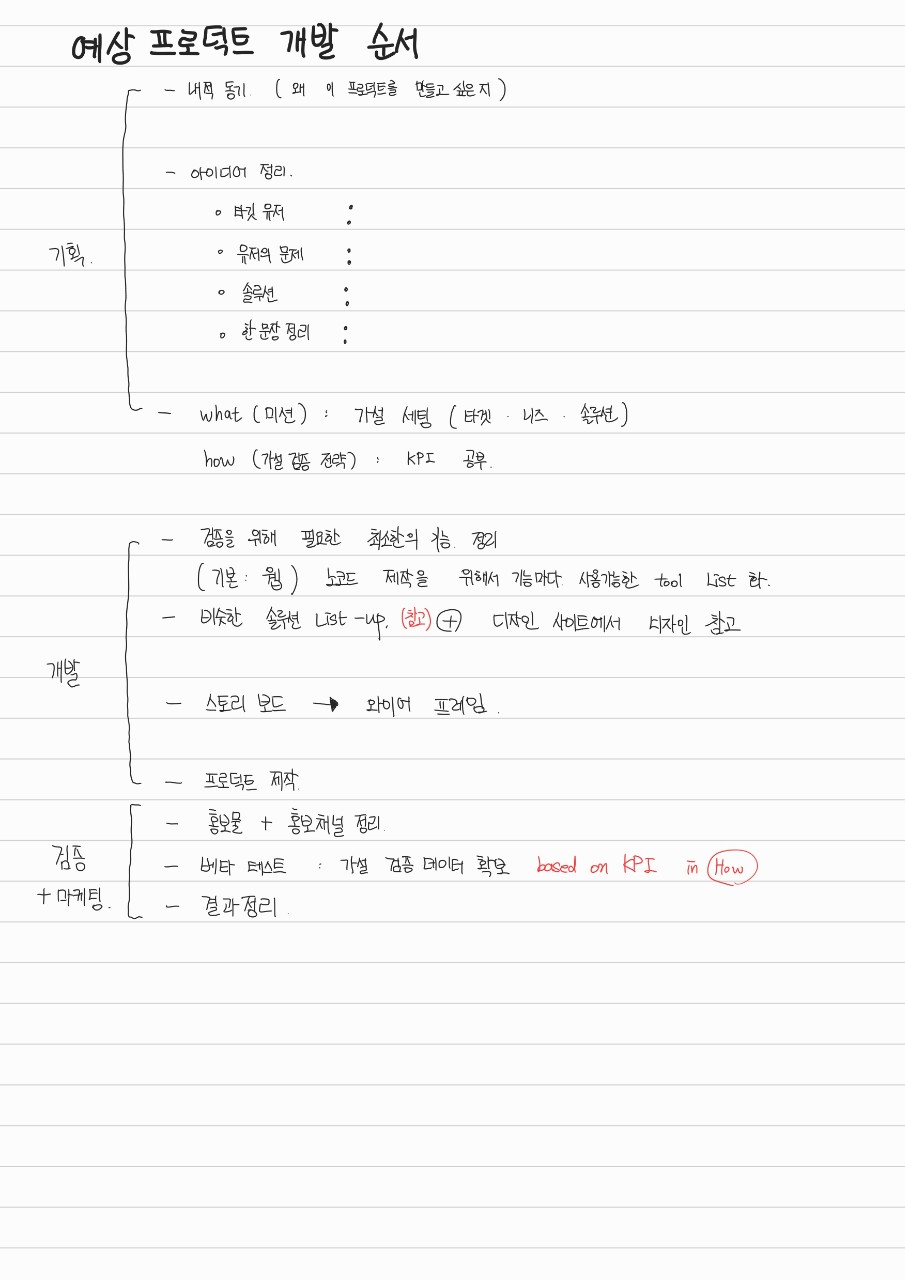 예상 프로덕트 개발 순서
- 내적 동기. (왜 이 프로덕트를 만들고 싶은지)
- 아이디어 정리.
∘ 타깃 유저 :
기획.
∘ 유저의 문제 :
∘ 솔루션 :
∘ 한 문장 정리 :
- what (미션) : 가설 세팅 (타켓 · 니즈 · 솔루션)
how (가설 검증 전략) : KPI 공부.
- 검증을 위해 필요한 최소한의 기능. 정리
(기본 : 웹) 노코드 제작을 위해서 기능마다. 사용가능한 tool List 화.
- 비슷한 솔루션 List-up. (참고) + 디자인 사이트에서 디자인 참고
개발
- 스토리 보드 → 와이어 프레임.
- 프로덕트 제작.
- 홍보물 + 홍보채널 정리.
검증
- 베타 테스트 : 가설 검증 데이터 확보 based on KPI in How
+ 마케팅.
- 결과정리.